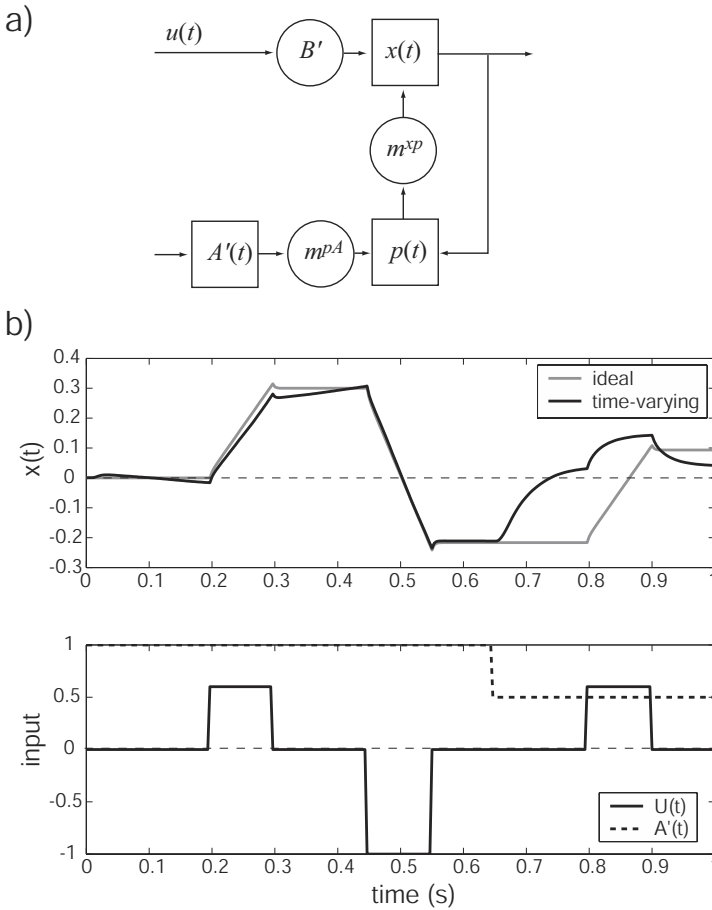 a)
u(t)
B′
x(t)
m^xp
A′(t)
m^pA
p(t)
b)
0.4
0.3
0.2
0.1
0
-0.1
-0.2
-0.3
x(t)
ideal
time-varying
0 0.1 0.2 0.3 0.4 0.5 0.6 0.7 0.8 0.9 1
1
0.5
0
-0.5
-1
input
U(t)
A'(t)
0 0.1 0.2 0.3 0.4 0.5 0.6 0.7 0.8 0.9
time (s)